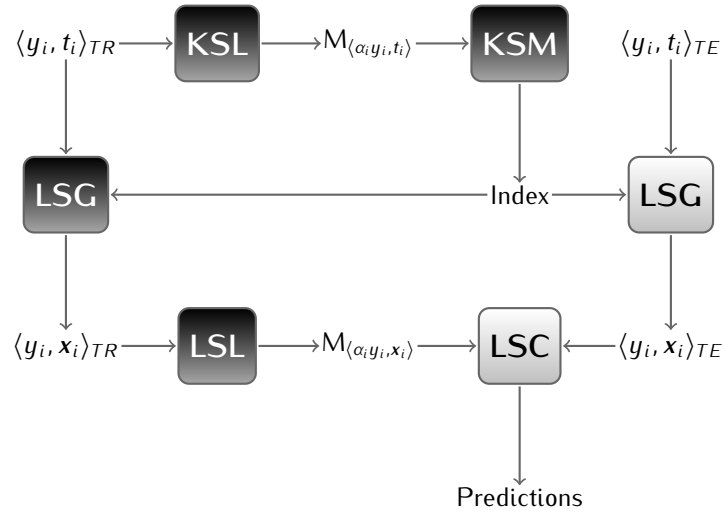 ⟨yᵢ, tᵢ⟩TR KSL M⟨αᵢyᵢ,tᵢ⟩ KSM ⟨yᵢ, tᵢ⟩TE
LSG Index LSG
⟨yᵢ, xᵢ⟩TR LSL M⟨αᵢyᵢ,xᵢ⟩ LSC ⟨yᵢ, xᵢ⟩TE
Predictions